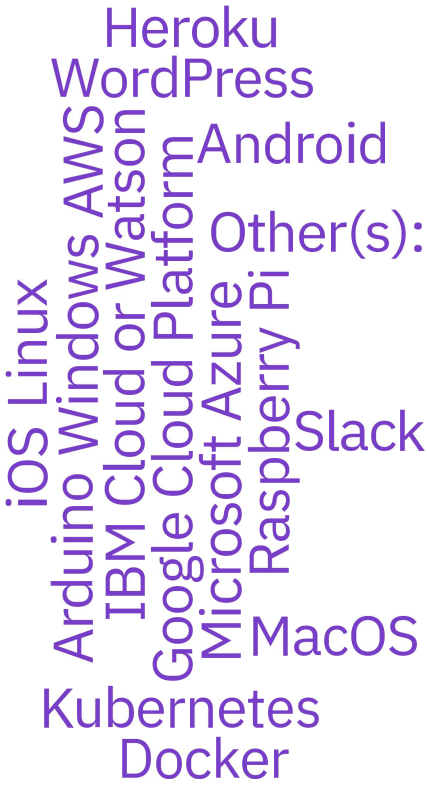 Heroku
WordPress
Android
Other(s):
iOS Linux
Arduino Windows AWS
IBM Cloud or Watson
Google Cloud Platform
Microsoft Azure
Raspberry Pi
Slack
MacOS
Kubernetes
Docker